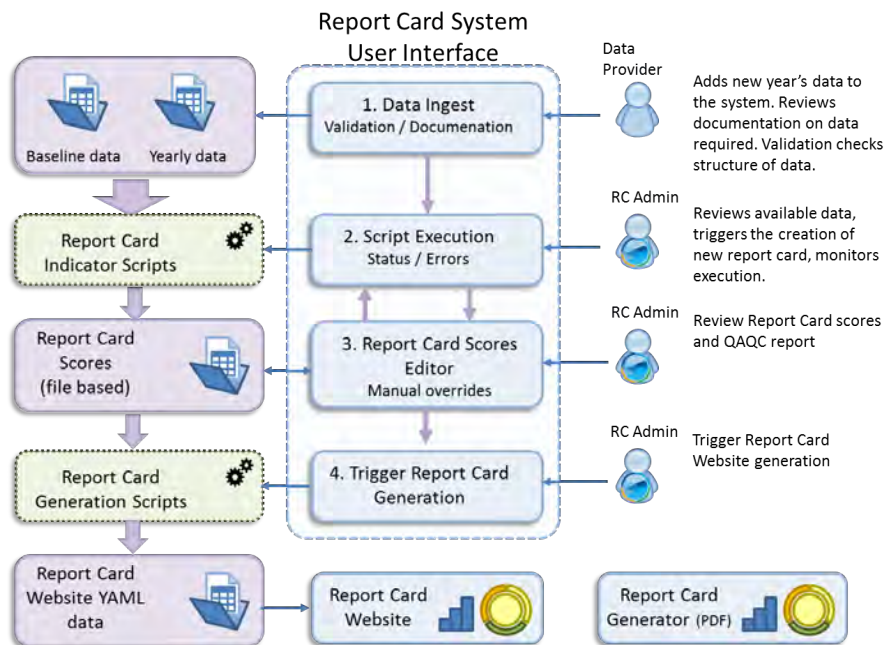 Report Card System
User Interface
Baseline data
Yearly data
1. Data Ingest
Validation / Documenation
Data
Provider
Adds new year's data to
the system. Reviews
documentation on data
required. Validation checks
structure of data.
Report Card
Indicator Scripts
2. Script Execution
Status / Errors
RC Admin
Reviews available data,
triggers the creation of
new report card, monitors
execution.
Report Card
Scores
(file based)
3. Report Card Scores
Editor
Manual overrides
RC Admin
Review Report Card scores
and QAQC report
Report Card
Generation Scripts
4. Trigger Report Card
Generation
RC Admin
Trigger Report Card
Website generation
Report Card
Website YAML
data
Report Card
Website
Report Card
Generator (PDF)